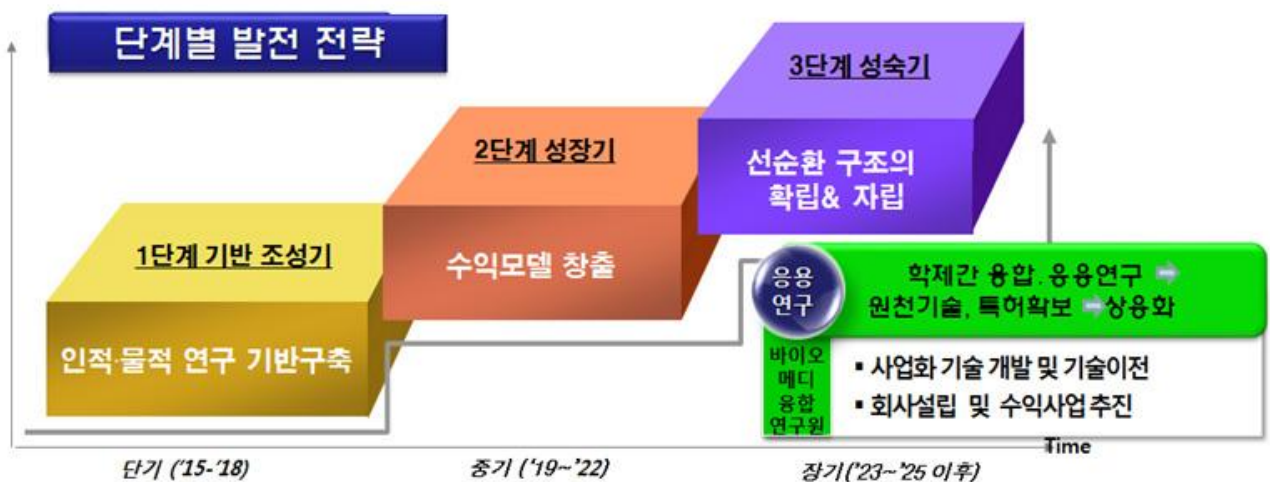 단계별 발전 전략
3단계 성숙기
선순환 구조의
확립& 자립
2단계 성장기
수익모델 창출
1단계 기반 조성기
인적·물적 연구 기반구축
응용
연구
학제간 융합.응용연구 ⇨
원천기술, 특허확보 ⇨상용화
바이오
메디
융합
연구원
▪ 사업화 기술 개발 및 기술이전
▪ 회사설립 및 수익사업 추진
Time
단기 ('15-'18)
중기 ('19~'22)
장기('23~'25 이후)